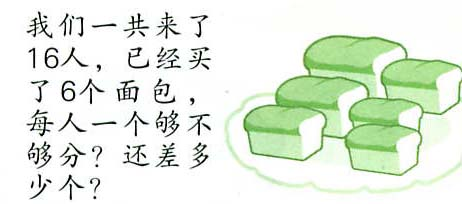 我们一共来了
16人，已经买
了6个面包，
每人一个够不
够分？还差多
少个？